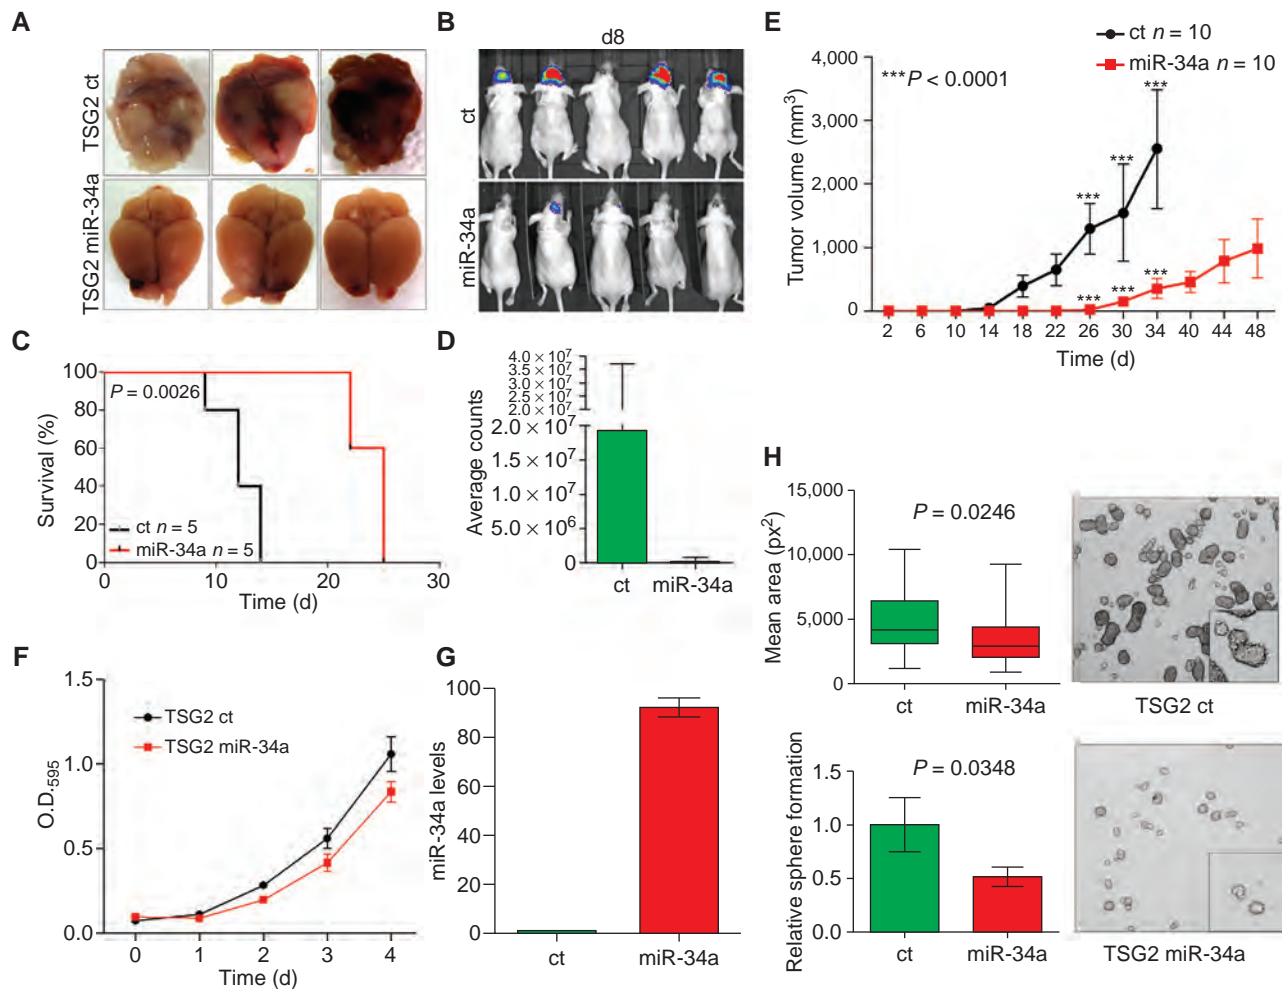 A
TSG2 ct
TSG2 miR-34a
B
d8
ct
miR-34a
E
ct n = 10
miR-34a n = 10
***P < 0.0001
Tumor volume (mm³)
4,000
3,000
2,000
1,000
0
*** *** ***
*** *** ***
2 6 10 14 18 22 26 30 34 40 44 48
Time (d)
C
Survival (%)
100
80
60
40
20
0
P = 0.0026
ct n = 5
miR-34a n = 5
0 10 20 30
Time (d)
D
Average counts
4.0 × 10⁷
3.5 × 10⁷
3.0 × 10⁷
2.5 × 10⁷
2.0 × 10⁷
2.0 × 10⁷
1.5 × 10⁷
1.0 × 10⁷
5.0 × 10⁶
0
ct miR-34a
F
O.D.₅₉₅
1.5
1.0
0.5
0.0
TSG2 ct
TSG2 miR-34a
0 1 2 3 4
Time (d)
G
miR-34a levels
100
80
60
40
20
0
ct miR-34a
H
Mean area (px²)
15,000
10,000
5,000
0
P = 0.0246
ct miR-34a
TSG2 ct
Relative sphere formation
1.5
1.0
0.5
0.0
P = 0.0348
ct miR-34a
TSG2 miR-34a